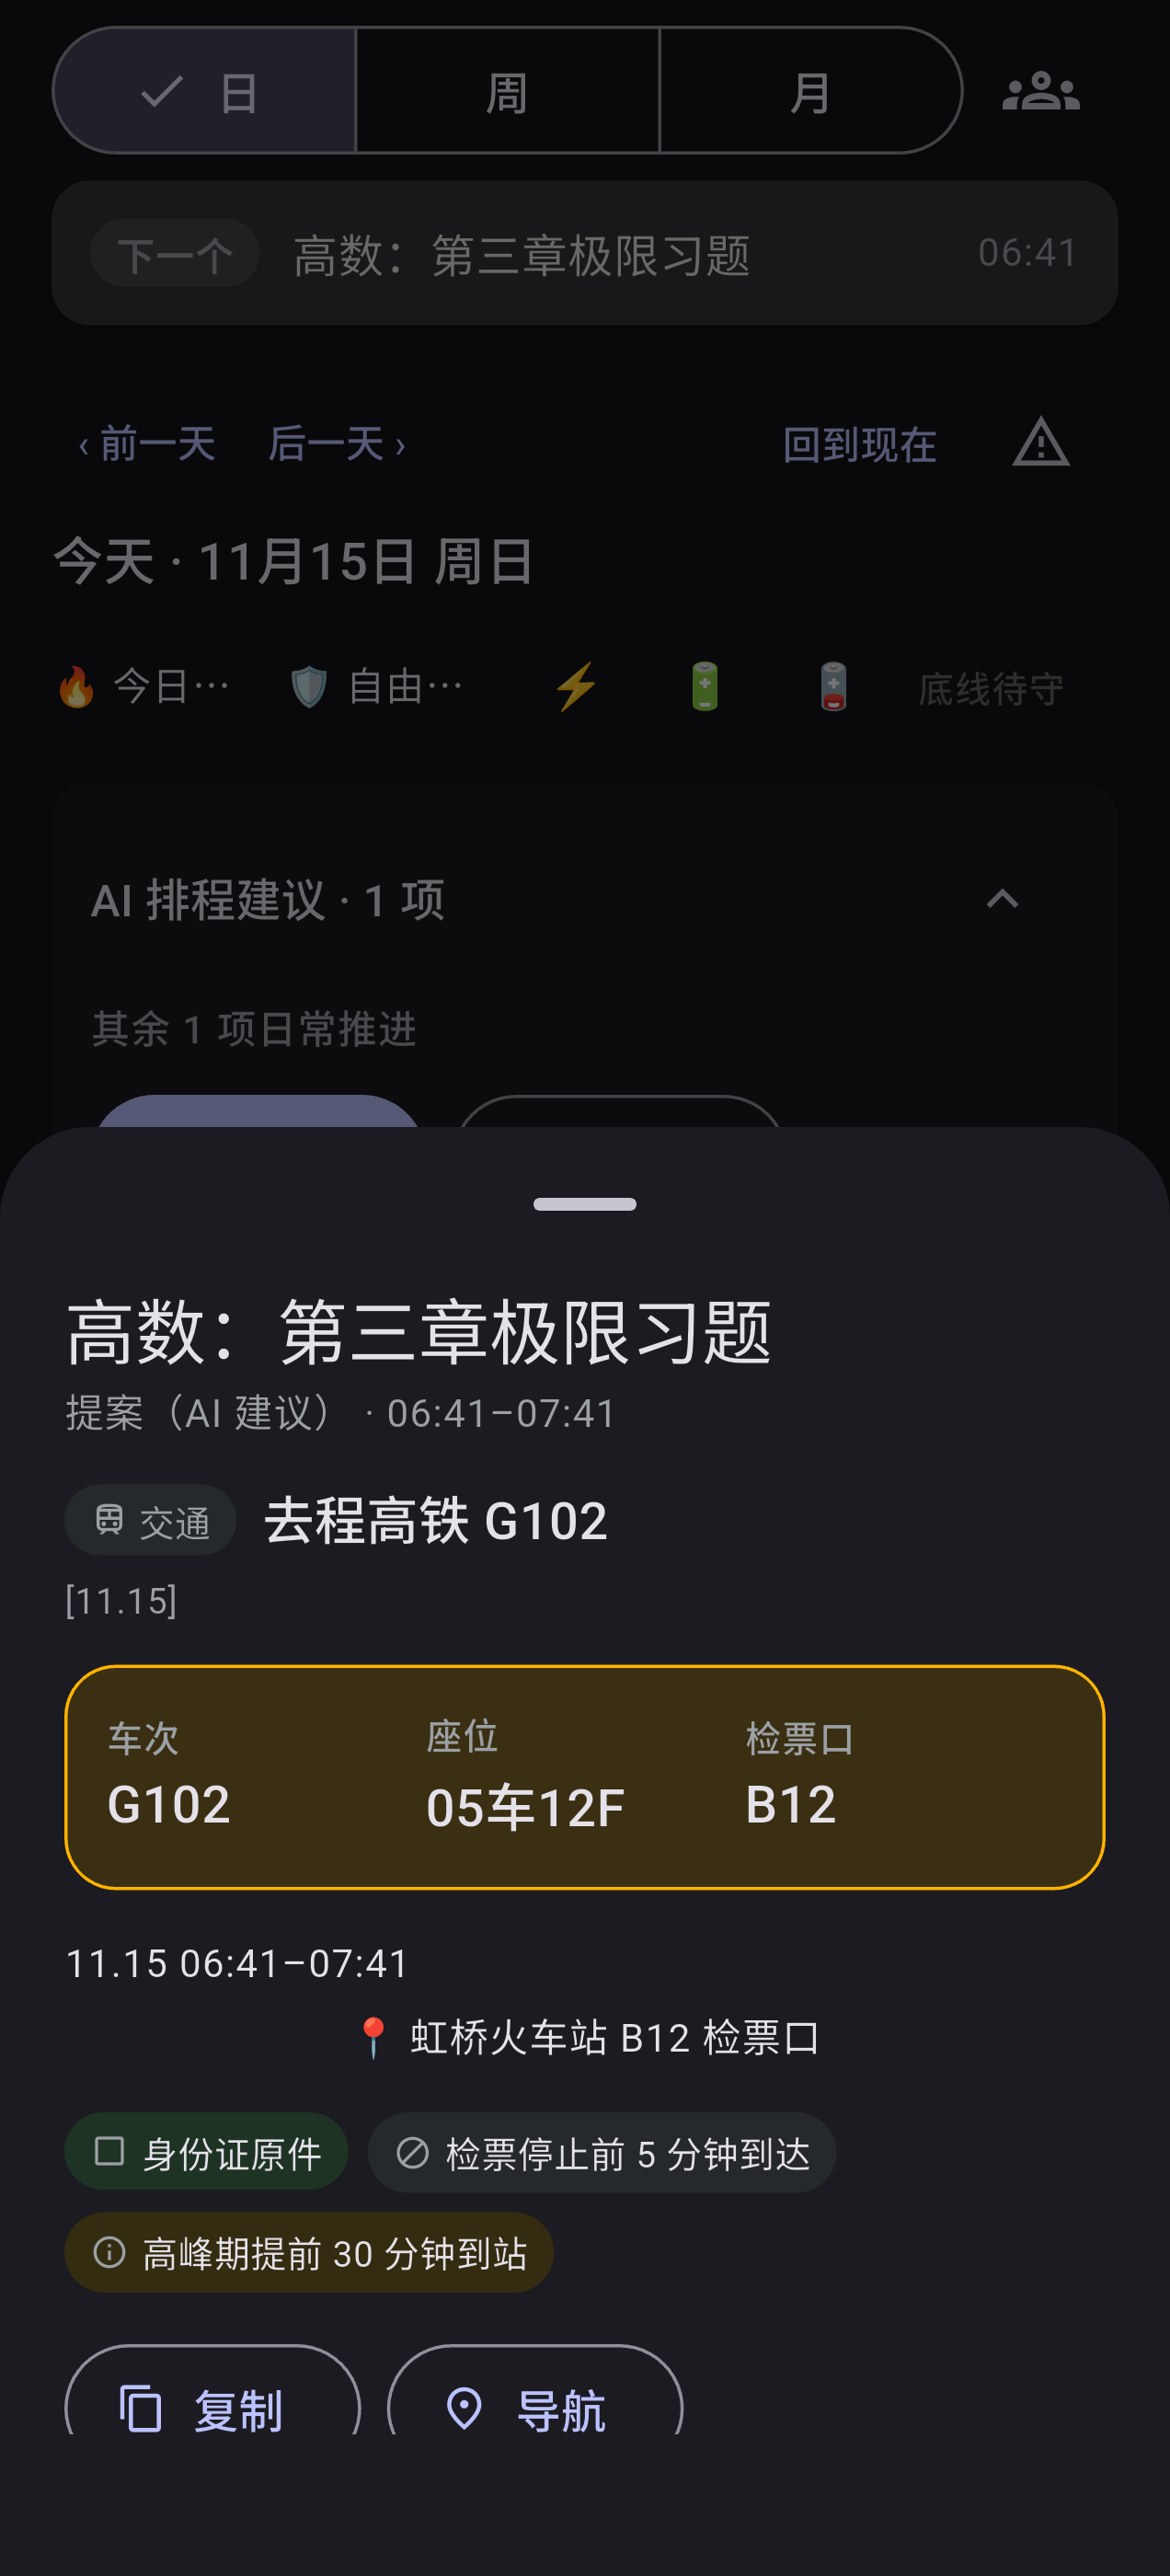 日 周 月
下一个 高数：第三章极限习题 06:41
‹ 前一天 后一天 › 回到现在
今天 · 11月15日 周日
🔥 今日… 🛡️ 自由… ⚡ 🔋 🪫 底线待守
AI 排程建议 · 1 项
其余 1 项日常推进
高数：第三章极限习题
提案（AI 建议） · 06:41–07:41
交通 去程高铁 G102
[11.15]
车次 座位 检票口
G102 05车12F B12
11.15 06:41–07:41
📍 虹桥火车站 B12 检票口
身份证原件 检票停止前 5 分钟到达
高峰期提前 30 分钟到站
复制 导航